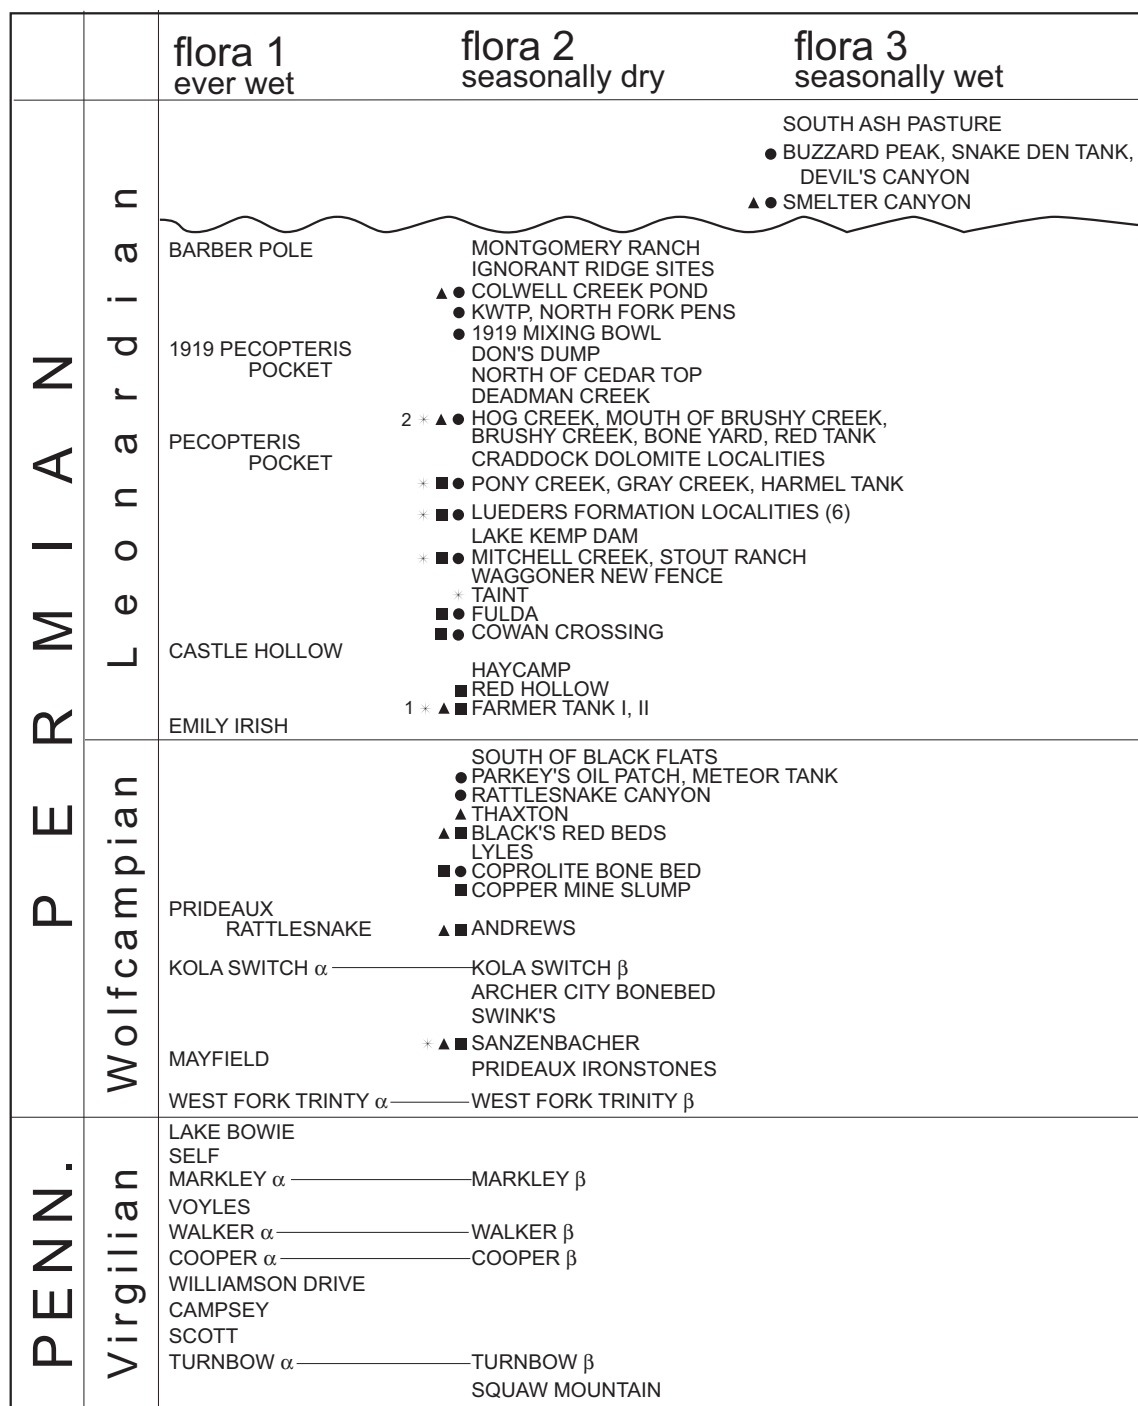 flora 1
ever wet
flora 2
seasonally dry
flora 3
seasonally wet
PERMIAN
Leonardian
SOUTH ASH PASTURE
BUZZARD PEAK, SNAKE DEN TANK,
DEVIL'S CANYON
SMELTER CANYON
BARBER POLE
MONTGOMERY RANCH
IGNORANT RIDGE SITES
COLWELL CREEK POND
KWTP, NORTH FORK PENS
1919 MIXING BOWL
1919 PECOPTERIS
POCKET
DON'S DUMP
NORTH OF CEDAR TOP
DEADMAN CREEK
2 HOG CREEK, MOUTH OF BRUSHY CREEK,
BRUSHY CREEK, BONE YARD, RED TANK
PECOPTERIS
POCKET
CRADDOCK DOLOMITE LOCALITIES
PONY CREEK, GRAY CREEK, HARMEL TANK
LUEDERS FORMATION LOCALITIES (6)
LAKE KEMP DAM
MITCHELL CREEK, STOUT RANCH
WAGGONER NEW FENCE
TAINT
FULDA
COWAN CROSSING
CASTLE HOLLOW
HAYCAMP
RED HOLLOW
1 FARMER TANK I, II
EMILY IRISH
Wolfcampian
SOUTH OF BLACK FLATS
PARKEY'S OIL PATCH, METEOR TANK
RATTLESNAKE CANYON
THAXTON
BLACK'S RED BEDS
LYLES
COPROLITE BONE BED
COPPER MINE SLUMP
PRIDEAUX
RATTLESNAKE
ANDREWS
KOLA SWITCH α
KOLA SWITCH β
ARCHER CITY BONEBED
SWINK'S
SANZENBACHER
MAYFIELD
PRIDEAUX IRONSTONES
WEST FORK TRINTY α
WEST FORK TRINITY β
PENN.
Virgilian
LAKE BOWIE
SELF
MARKLEY α
MARKLEY β
VOYLES
WALKER α
WALKER β
COOPER α
COOPER β
WILLIAMSON DRIVE
CAMPSEY
SCOTT
TURNBOW α
TURNBOW β
SQUAW MOUNTAIN